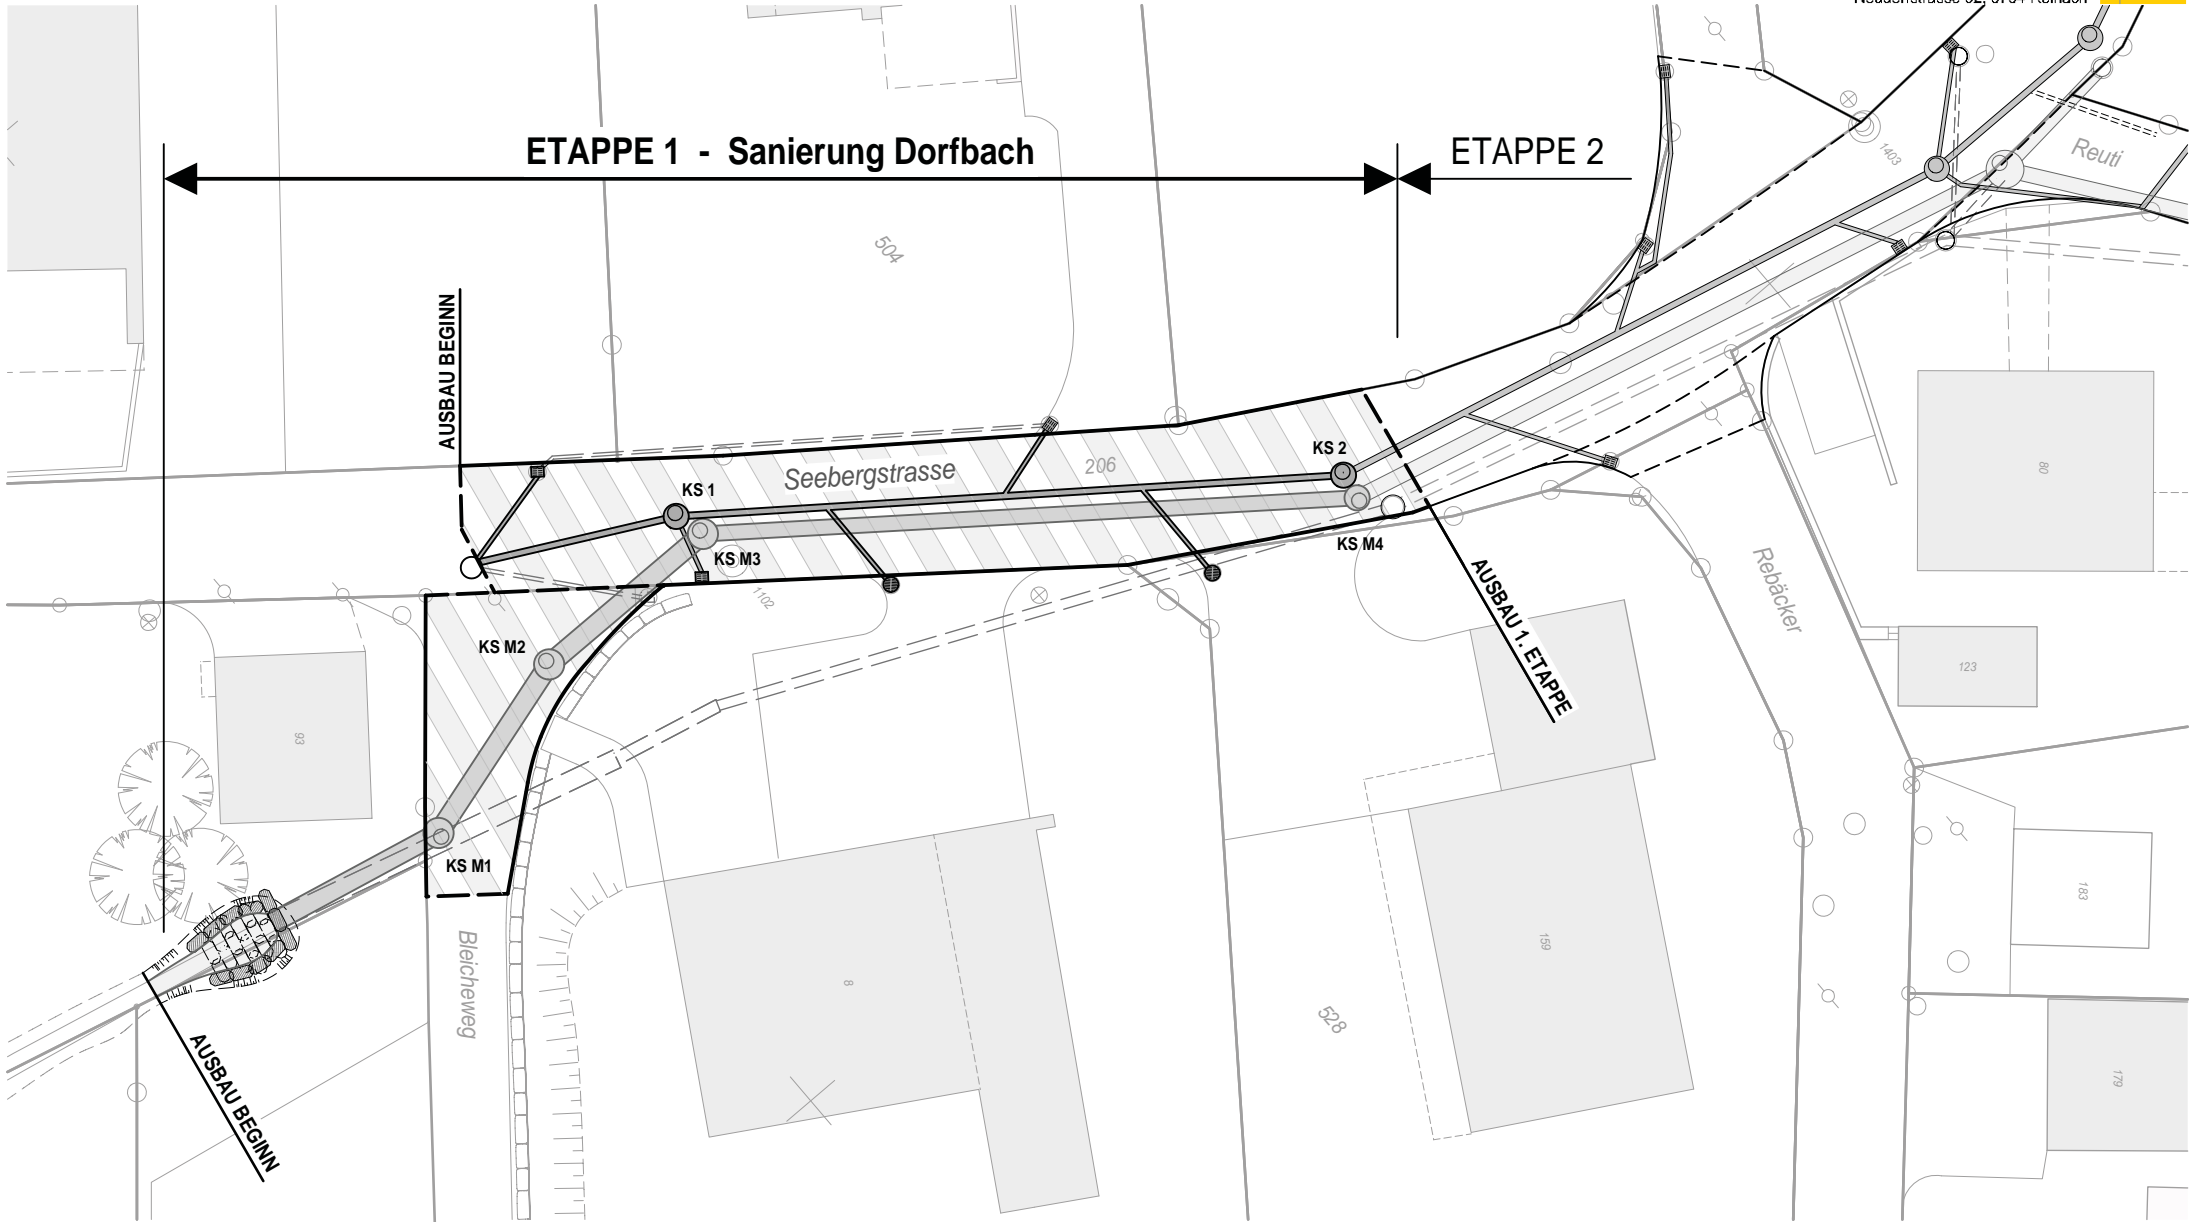 ETAPPE 1 - Sanierung Dorfbach
ETAPPE 2
1403
Reuti
504
AUSBAU BEGINN
KS 2
Seebergstrasse
206
KS 1
80
KS M3
KS M4
Rebäcker
1102
AUSBAU 1. ETAPPE
KS M2
123
93
KS M1
183
Bleicheweg
159
8
528
AUSBAU BEGINN
179